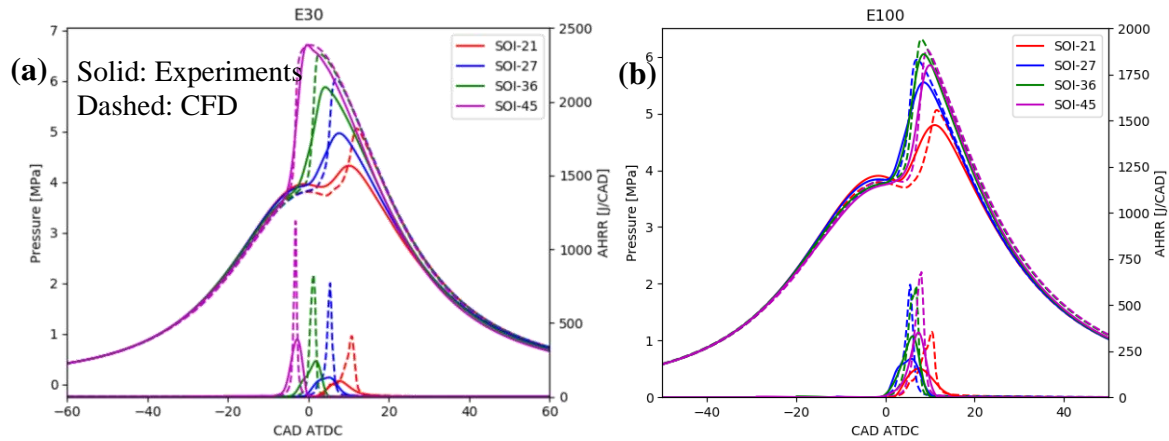 E30
(a)
Solid: Experiments
Dashed: CFD
SOI-21
SOI-27
SOI-36
SOI-45
Pressure [MPa]
7
6
5
4
3
2
1
0
2500
2000
1500
1000
500
0
AHRR [J/CAD]
−60
−40
−20
0
20
40
60
CAD ATDC
E100
(b)
SOI-21
SOI-27
SOI-36
SOI-45
Pressure [MPa]
6
5
4
3
2
1
0
2000
1750
1500
1250
1000
750
500
250
0
AHRR [J/CAD]
−40
−20
0
20
40
CAD ATDC